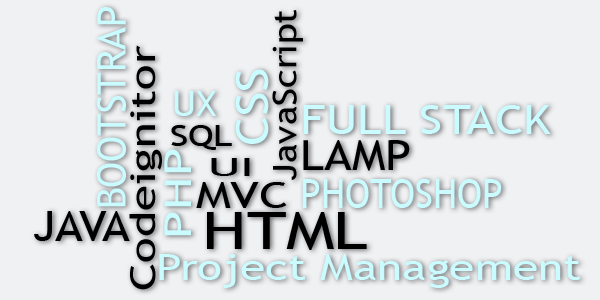 BOOTSTRAP
Codeignitor
UX
CSS
JavaScript
FULL STACK
SQL
LAMP
UI
PHP
MVC
PHOTOSHOP
JAVA
HTML
Project Management